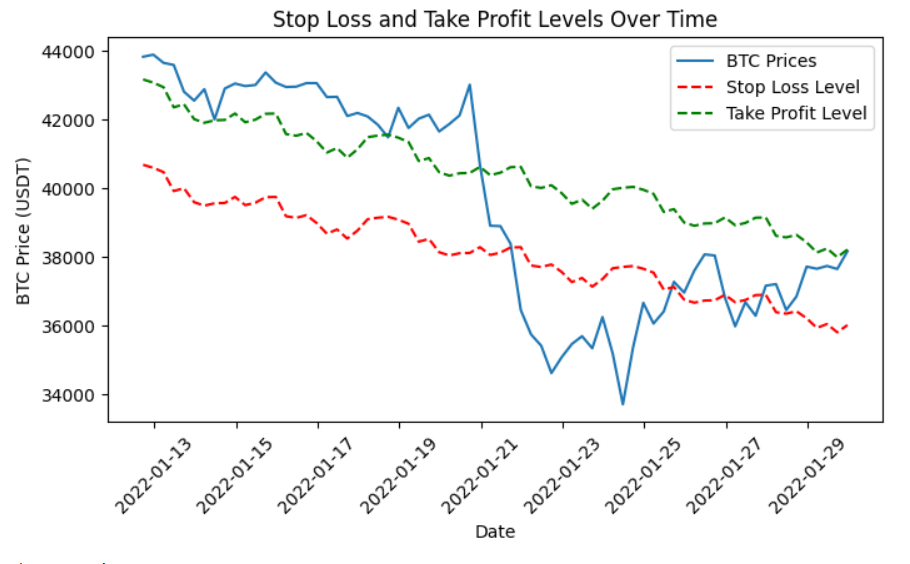 Stop Loss and Take Profit Levels Over Time
BTC Prices
Stop Loss Level
Take Profit Level
BTC Price (USDT)
44000
42000
40000
38000
36000
34000
2022-01-13
2022-01-15
2022-01-17
2022-01-19
2022-01-21
2022-01-23
2022-01-25
2022-01-27
2022-01-29
Date